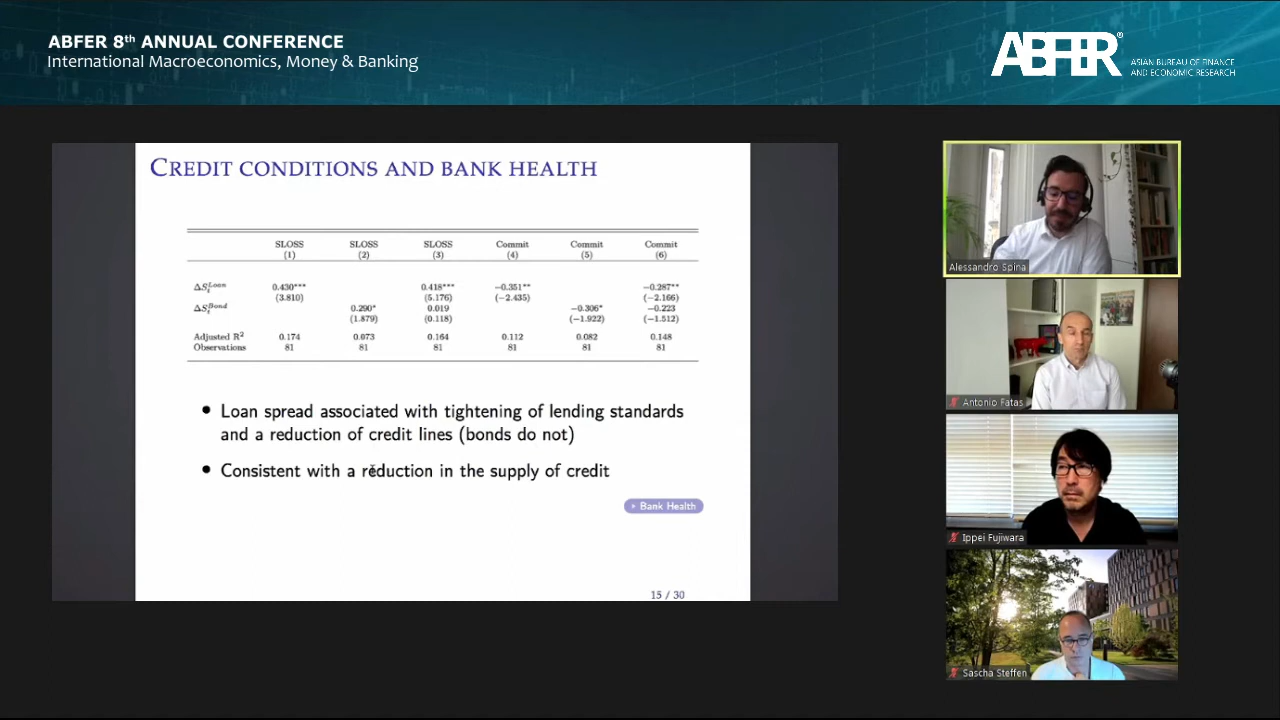 ABFER 8th ANNUAL CONFERENCE
International Macroeconomics, Money & Banking
ABFER®
ASIAN BUREAU OF FINANCE
AND ECONOMIC RESEARCH
CREDIT CONDITIONS AND BANK HEALTH
SLOSS SLOSS SLOSS Commit Commit Commit
(1) (2) (3) (4) (5) (6)
ΔS_t^Loan 0.430*** 0.418*** −0.351** −0.287**
(3.810) (5.176) (−2.435) (−2.166)
ΔS_t^Bond 0.290* 0.019 −0.306* −0.223
(1.879) (0.118) (−1.922) (−1.512)
Adjusted R² 0.174 0.073 0.164 0.112 0.082 0.148
Observations 81 81 81 81 81 81
• Loan spread associated with tightening of lending standards
and a reduction of credit lines (bonds do not)
• Consistent with a reduction in the supply of credit
Bank Health
15 / 30
Alessandro Spina
Antonio Fatas
Ippei Fujiwara
Sascha Steffen